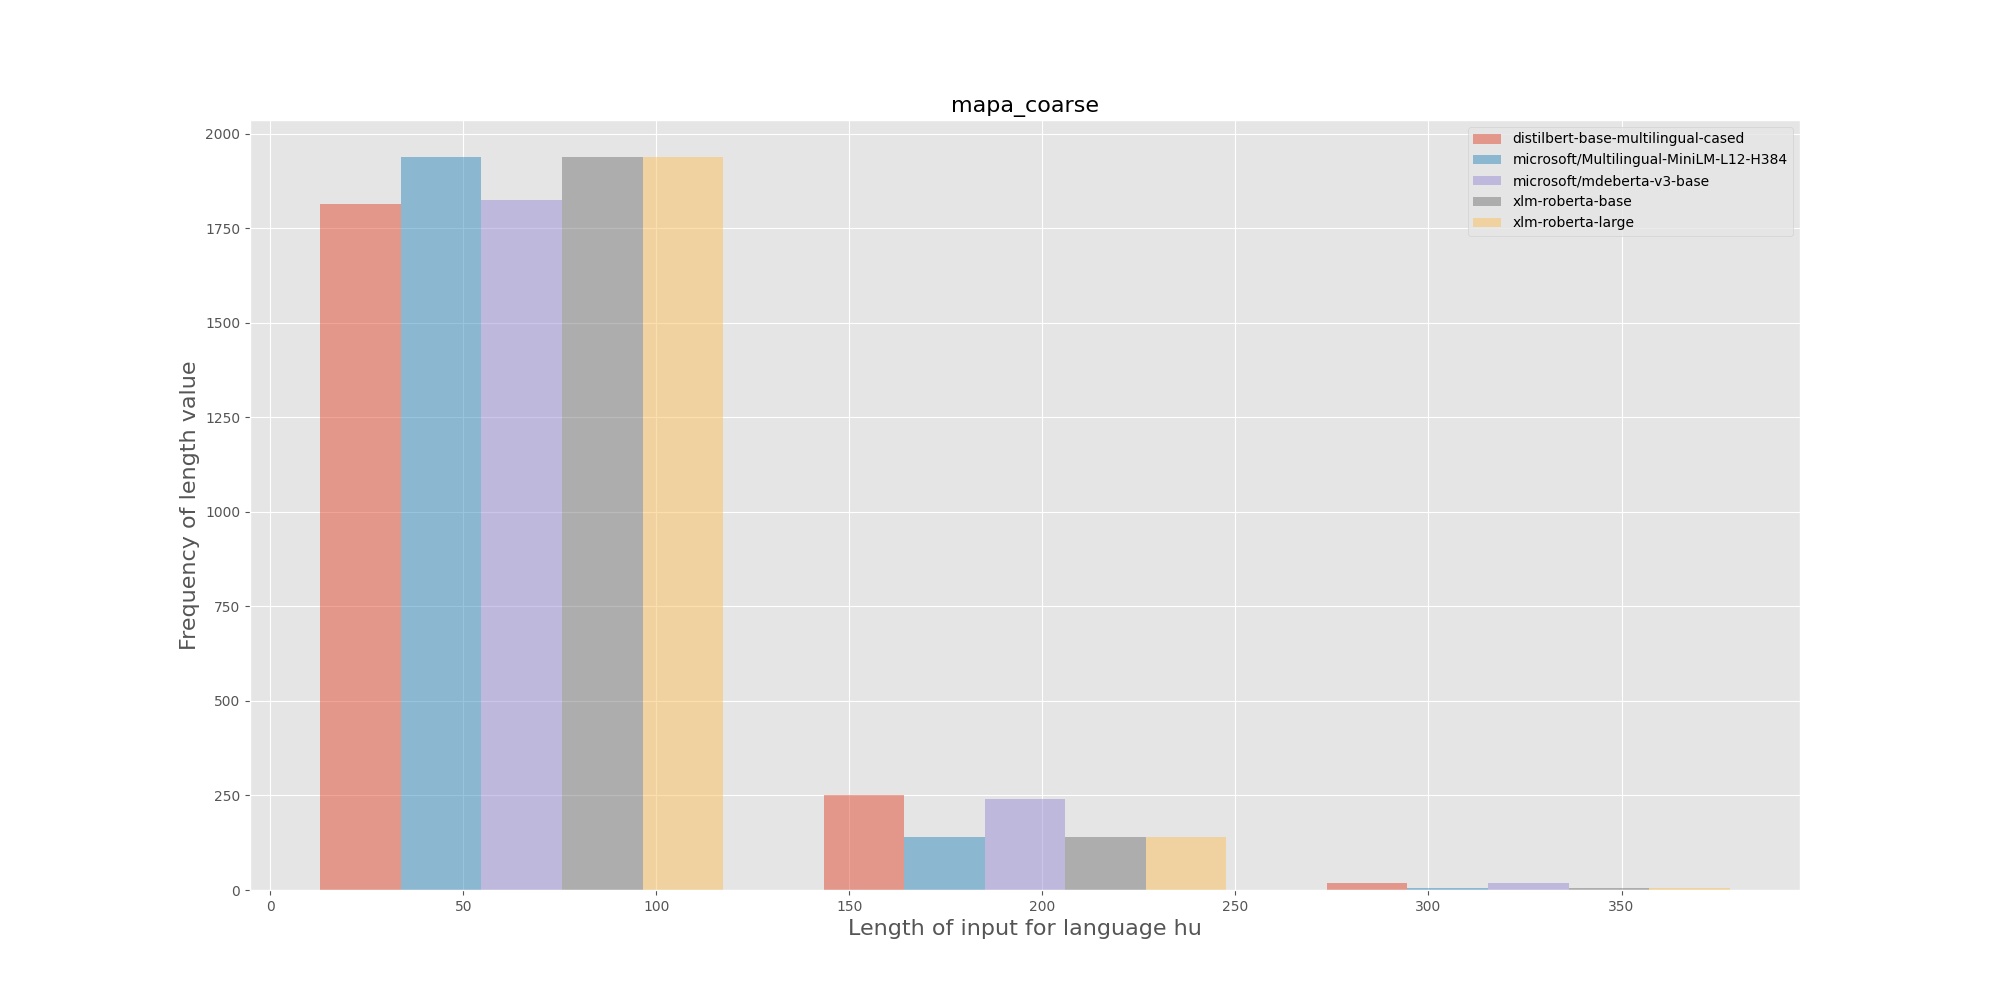 mapa_coarse
distilbert-base-multilingual-cased
microsoft/Multilingual-MiniLM-L12-H384
microsoft/mdeberta-v3-base
xlm-roberta-base
xlm-roberta-large
Frequency of length value
2000
1750
1500
1250
1000
750
500
250
0
0 50 100 150 200 250 300 350
Length of input for language hu